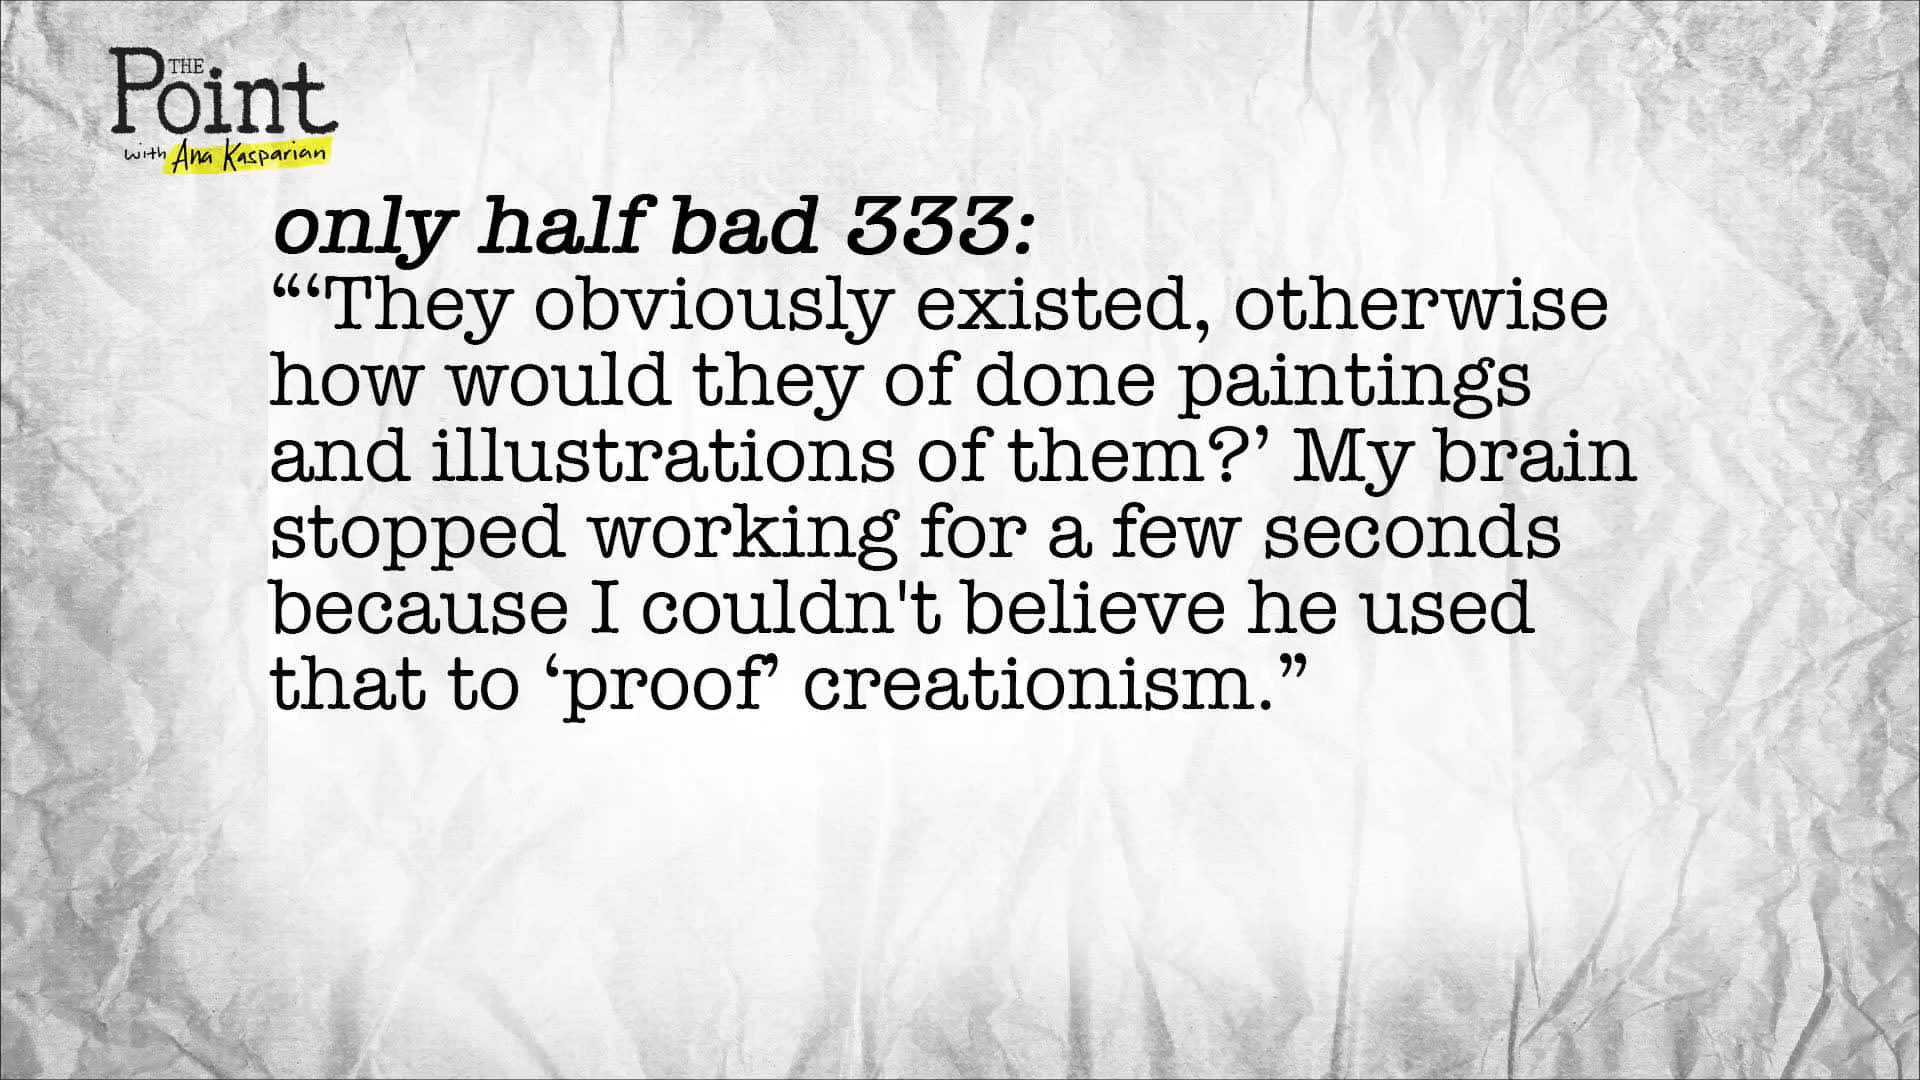 THE
Point
with Ana Kasparian
only half bad 333:
“‘They obviously existed, otherwise
how would they of done paintings
and illustrations of them?’ My brain
stopped working for a few seconds
because I couldn't believe he used
that to ‘proof’ creationism.”